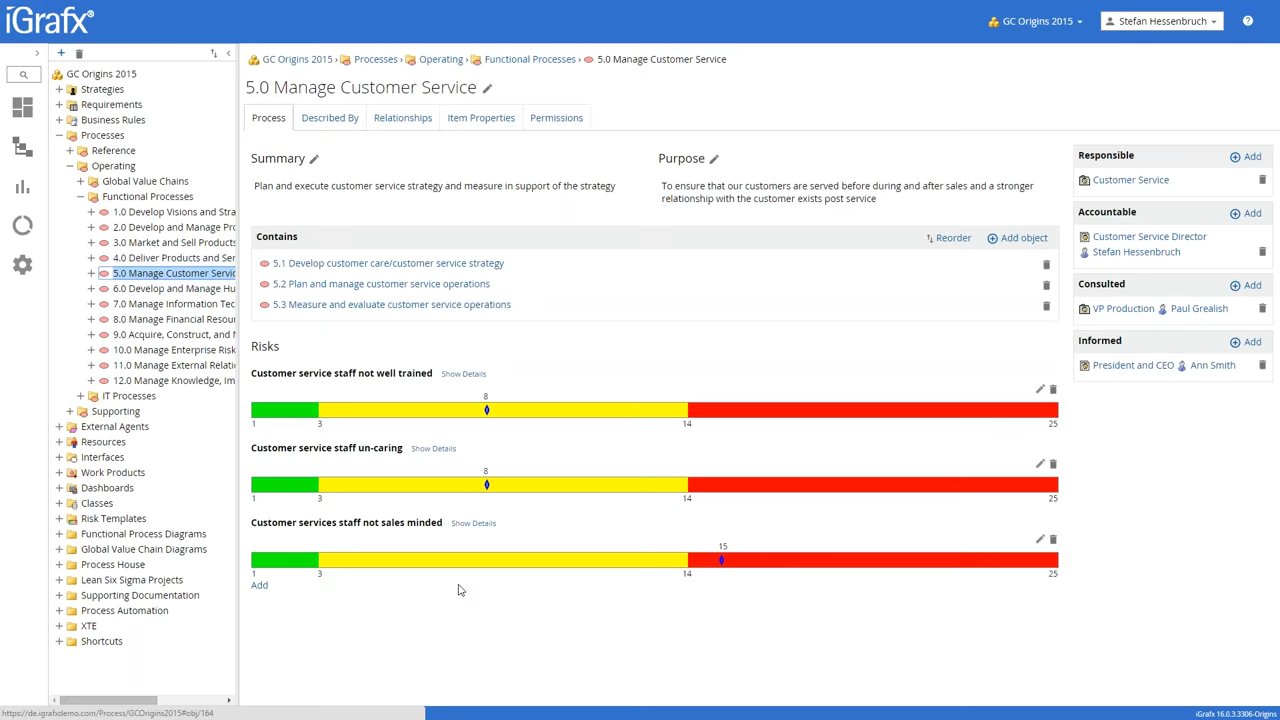 iGrafx®
GC Origins 2015
Stefan Hessenbruch
GC Origins 2015
Strategies
Requirements
Business Rules
Processes
Reference
Operating
Global Value Chains
Functional Processes
1.0 Develop Visions and Stra
2.0 Develop and Manage Pro
3.0 Market and Sell Products
4.0 Deliver Products and Ser
5.0 Manage Customer Servic
6.0 Develop and Manage Hu
7.0 Manage Information Tec
8.0 Manage Financial Resour
9.0 Acquire, Construct, and M
10.0 Manage Enterprise Risk
11.0 Manage External Relati
12.0 Manage Knowledge, Im
IT Processes
Supporting
External Agents
Resources
Interfaces
Work Products
Dashboards
Classes
Risk Templates
Functional Process Diagrams
Global Value Chain Diagrams
Process House
Lean Six Sigma Projects
Supporting Documentation
Process Automation
XTE
Shortcuts
GC Origins 2015 › Processes › Operating › Functional Processes › 5.0 Manage Customer Service
5.0 Manage Customer Service
Process Described By Relationships Item Properties Permissions
Summary
Plan and execute customer service strategy and measure in support of the strategy
Purpose
To ensure that our customers are served before during and after sales and a stronger
relationship with the customer exists post service
Contains Reorder Add object
5.1 Develop customer care/customer service strategy
5.2 Plan and manage customer service operations
5.3 Measure and evaluate customer service operations
Risks
Customer service staff not well trained Show Details
8
1 3 14 25
Customer service staff un-caring Show Details
8
1 3 14 25
Customer services staff not sales minded Show Details
15
1 3 14 25
Add
Responsible Add
Customer Service
Accountable Add
Customer Service Director
Stefan Hessenbruch
Consulted Add
VP Production Paul Grealish
Informed Add
President and CEO Ann Smith
https://de.igrafxdemo.com/Process/GCOrigins2015#obj/164
iGrafx 16.0.3.3306-Origins